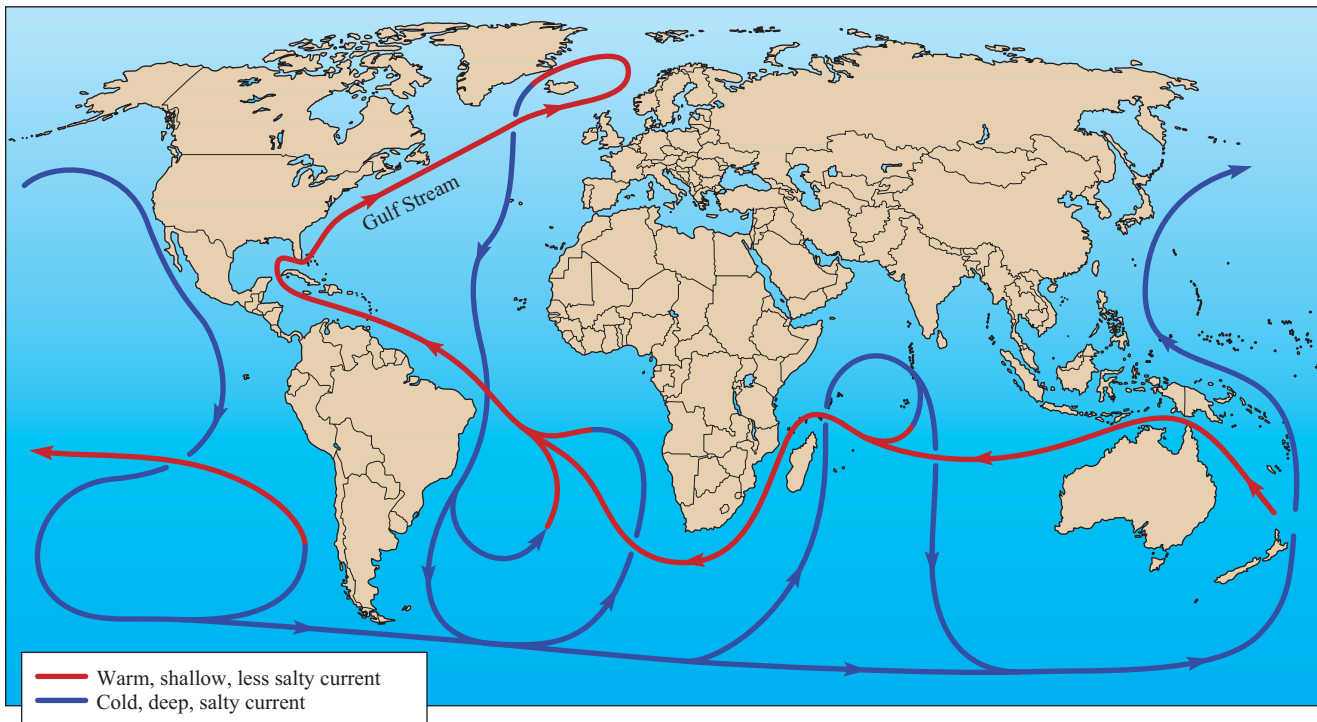 Gulf Stream
Warm, shallow, less salty current
Cold, deep, salty current